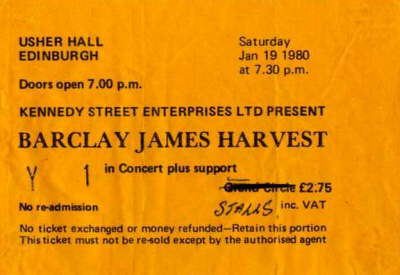 USHER HALL Saturday
EDINBURGH Jan 19 1980
at 7.30 p.m.
Doors open 7.00 p.m.
KENNEDY STREET ENTERPRISES LTD PRESENT
BARCLAY JAMES HARVEST
Y 1 in Concert plus support
Grand Circle £2.75
No re-admission STALLS inc. VAT
No ticket exchanged or money refunded—Retain this portion
This ticket must not be re-sold except by the authorised agent